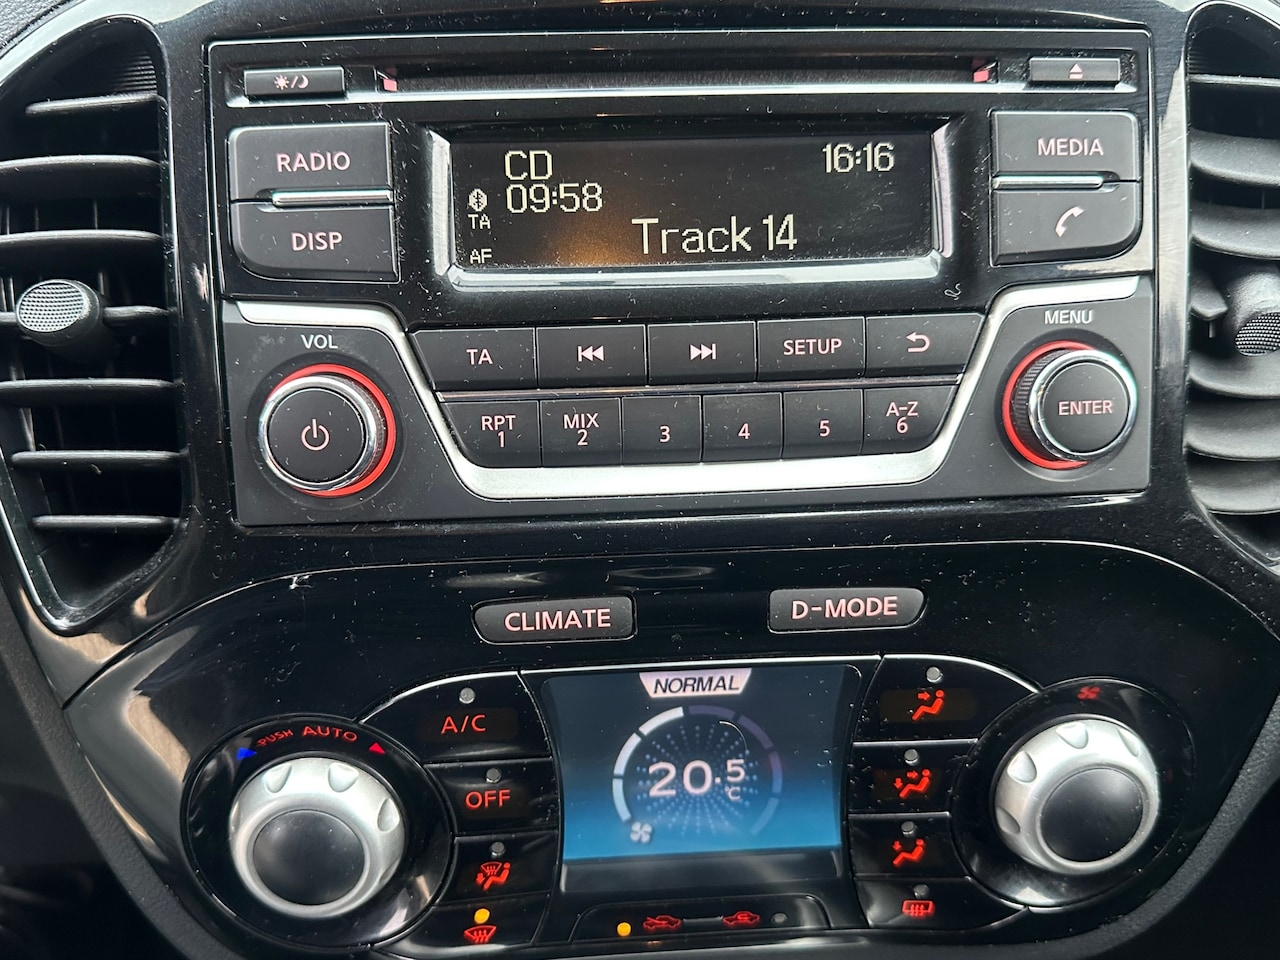 RADIO
DISP
CD 16:16
09:58
TA
Track 14
AF
MEDIA
VOL
MENU
TA SETUP
RPT MIX A-Z
1 2 3 4 5 6
ENTER
CLIMATE D-MODE
NORMAL
PUSH AUTO
A/C
OFF
20.5
°C